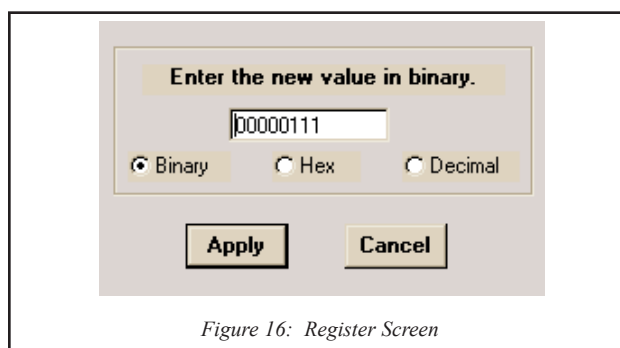 Enter the new value in binary.
00000111
Binary Hex Decimal
Apply Cancel
Figure 16: Register Screen